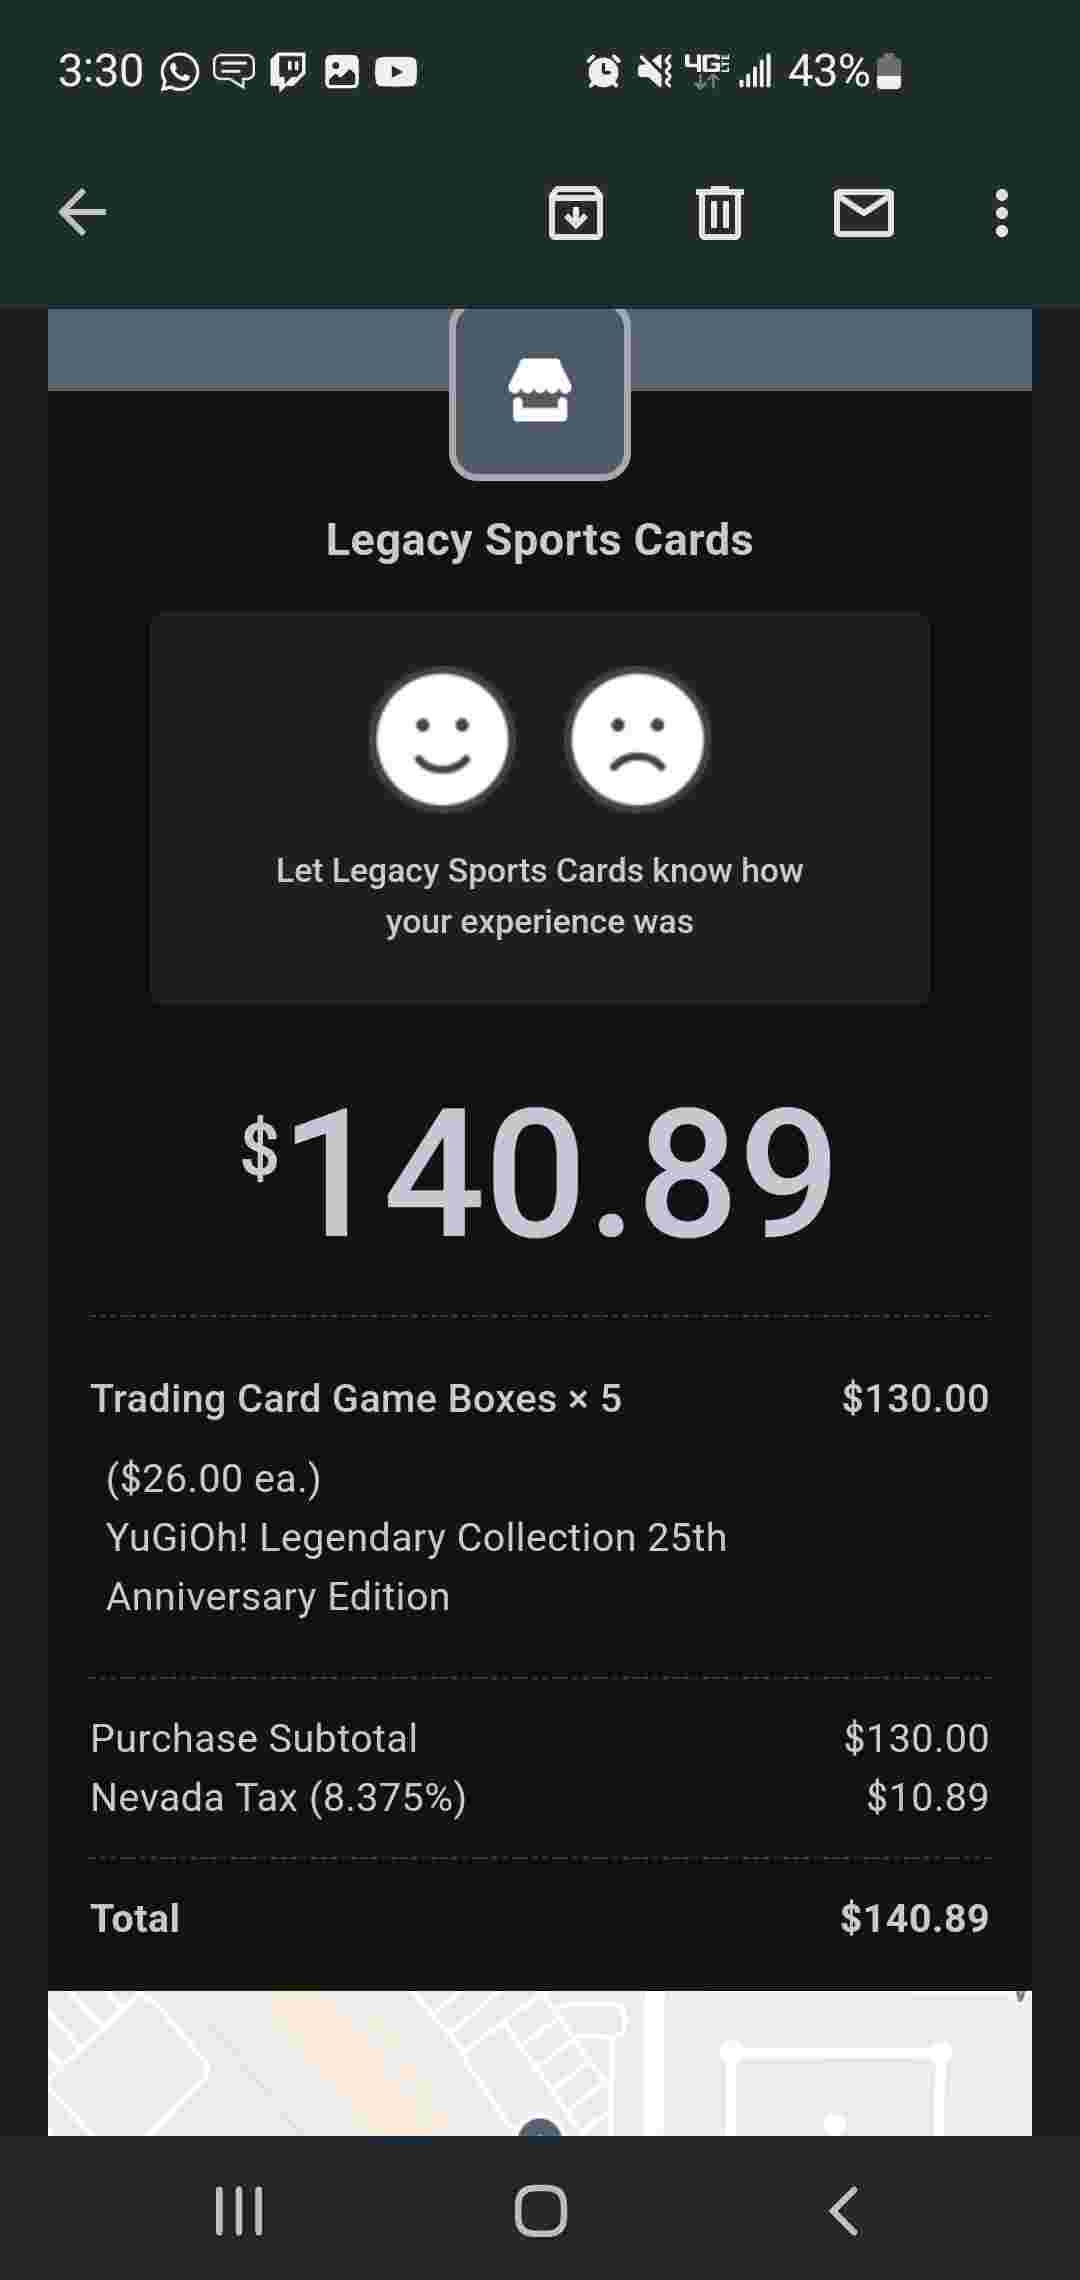 3:30 4G LTE 43%
Legacy Sports Cards
Let Legacy Sports Cards know how
your experience was
$140.89
Trading Card Game Boxes × 5 $130.00
($26.00 ea.)
YuGiOh! Legendary Collection 25th
Anniversary Edition
Purchase Subtotal $130.00
Nevada Tax (8.375%) $10.89
Total $140.89